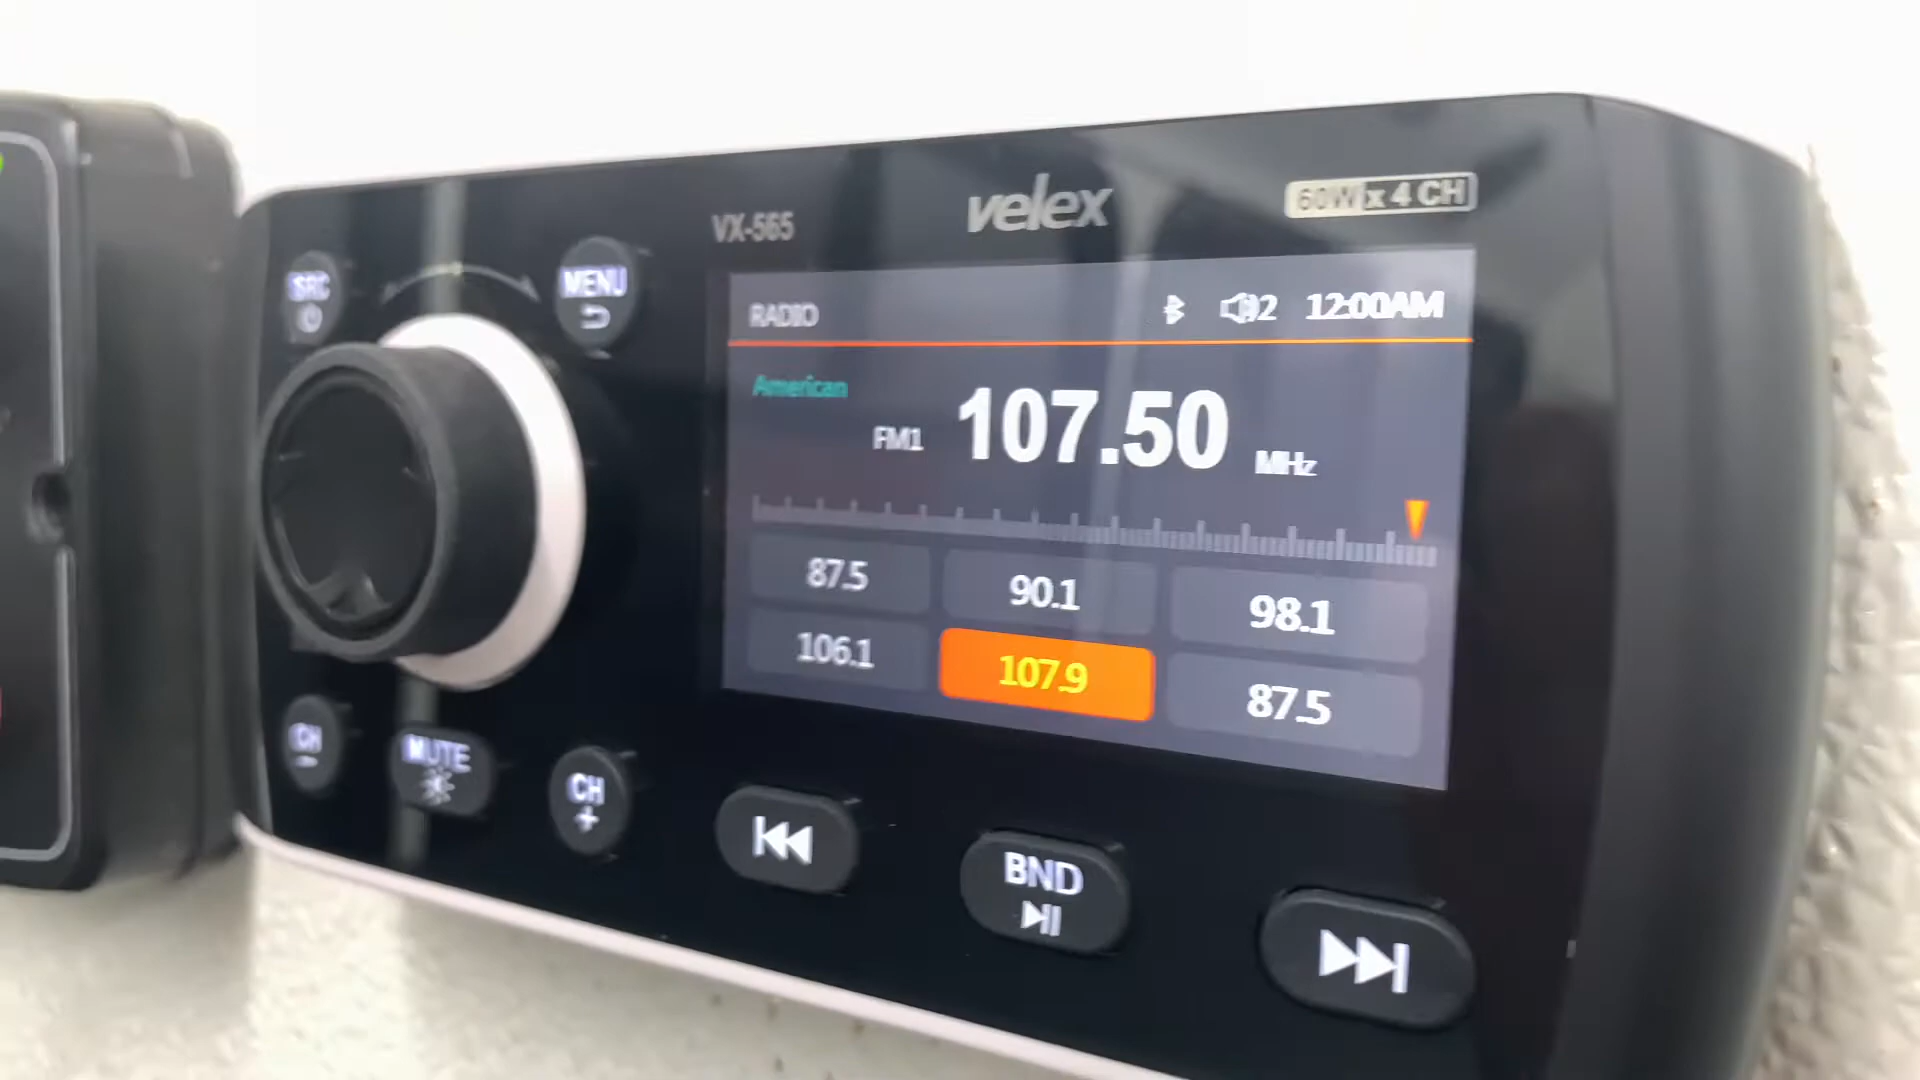 VX-565
velex
60W x 4 CH
SRC
MENU
RADIO
2
12:00AM
American
FM1
107.50
MHz
87.5
90.1
98.1
106.1
107.9
87.5
CH
-
MUTE
CH
+
BND